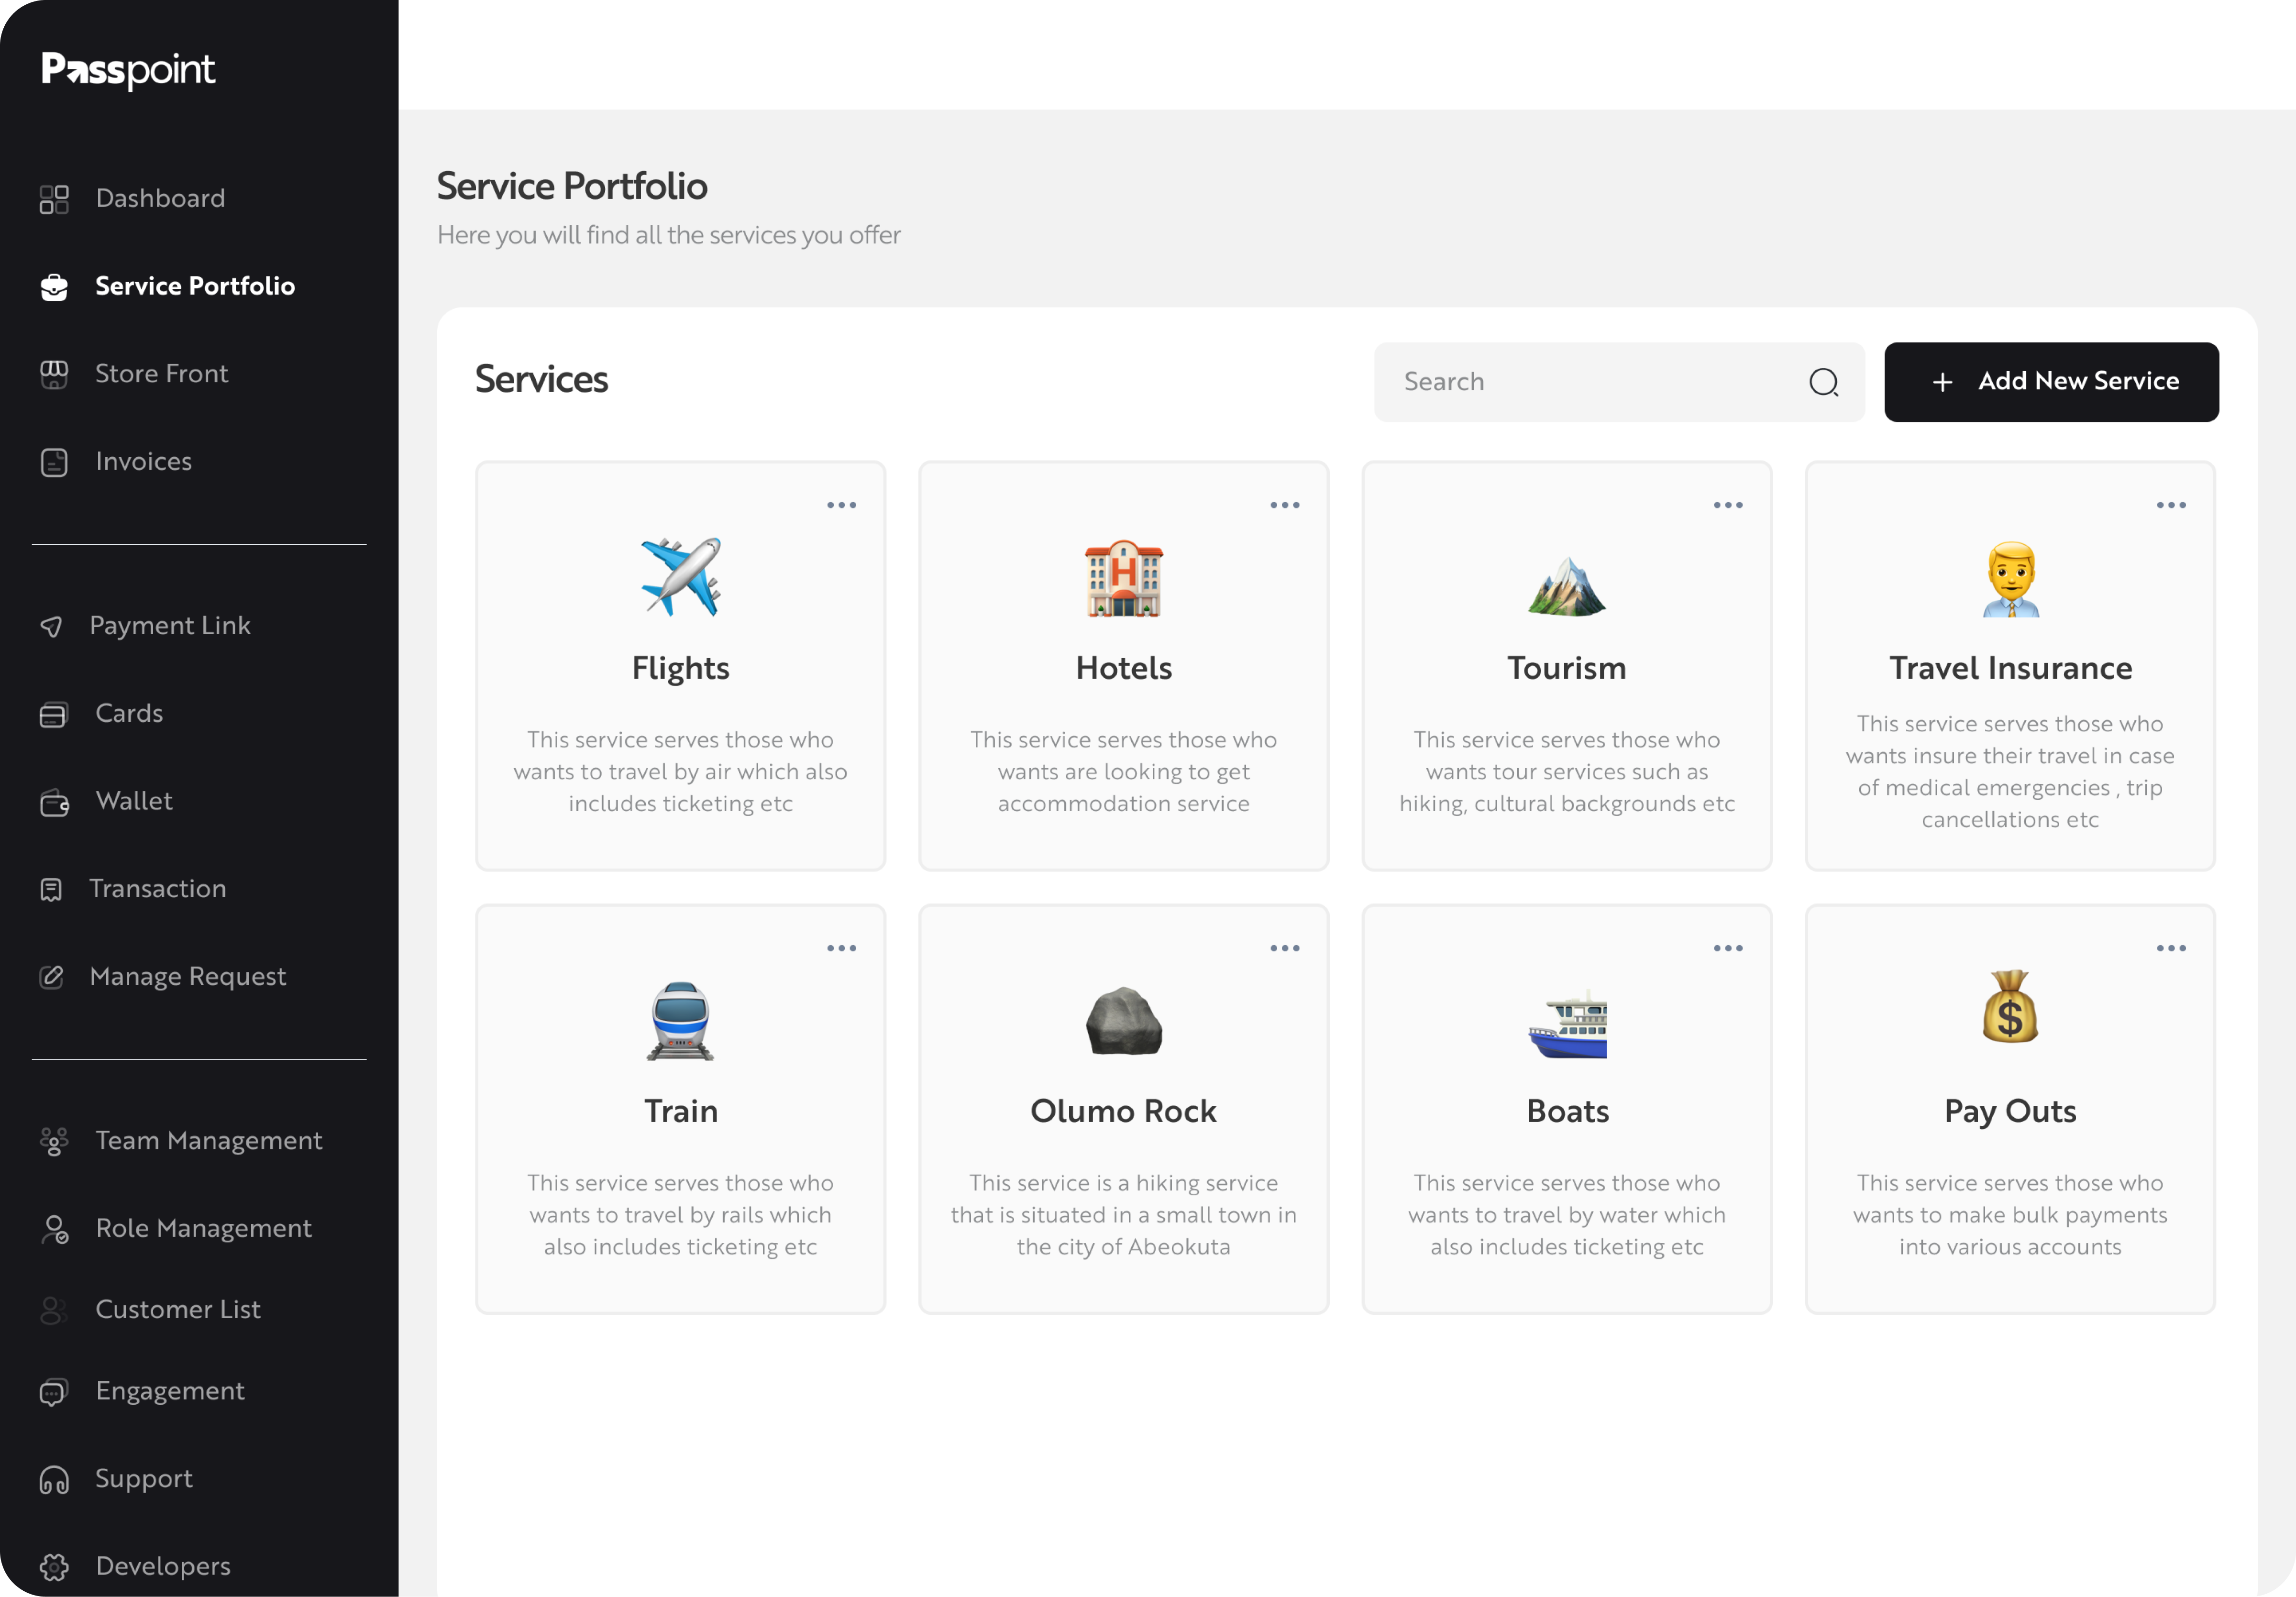 Passpoint
Dashboard
Service Portfolio
Store Front
Invoices
Payment Link
Cards
Wallet
Transaction
Manage Request
Team Management
Role Management
Customer List
Engagement
Support
Developers
Service Portfolio
Here you will find all the services you offer
Services
Search
+ Add New Service
Flights
This service serves those who
wants to travel by air which also
includes ticketing etc
H
Hotels
This service serves those who
wants are looking to get
accommodation service
Tourism
This service serves those who
wants tour services such as
hiking, cultural backgrounds etc
Travel Insurance
This service serves those who
wants insure their travel in case
of medical emergencies , trip
cancellations etc
Train
This service serves those who
wants to travel by rails which
also includes ticketing etc
Olumo Rock
This service is a hiking service
that is situated in a small town in
the city of Abeokuta
Boats
This service serves those who
wants to travel by water which
also includes ticketing etc
$
Pay Outs
This service serves those who
wants to make bulk payments
into various accounts